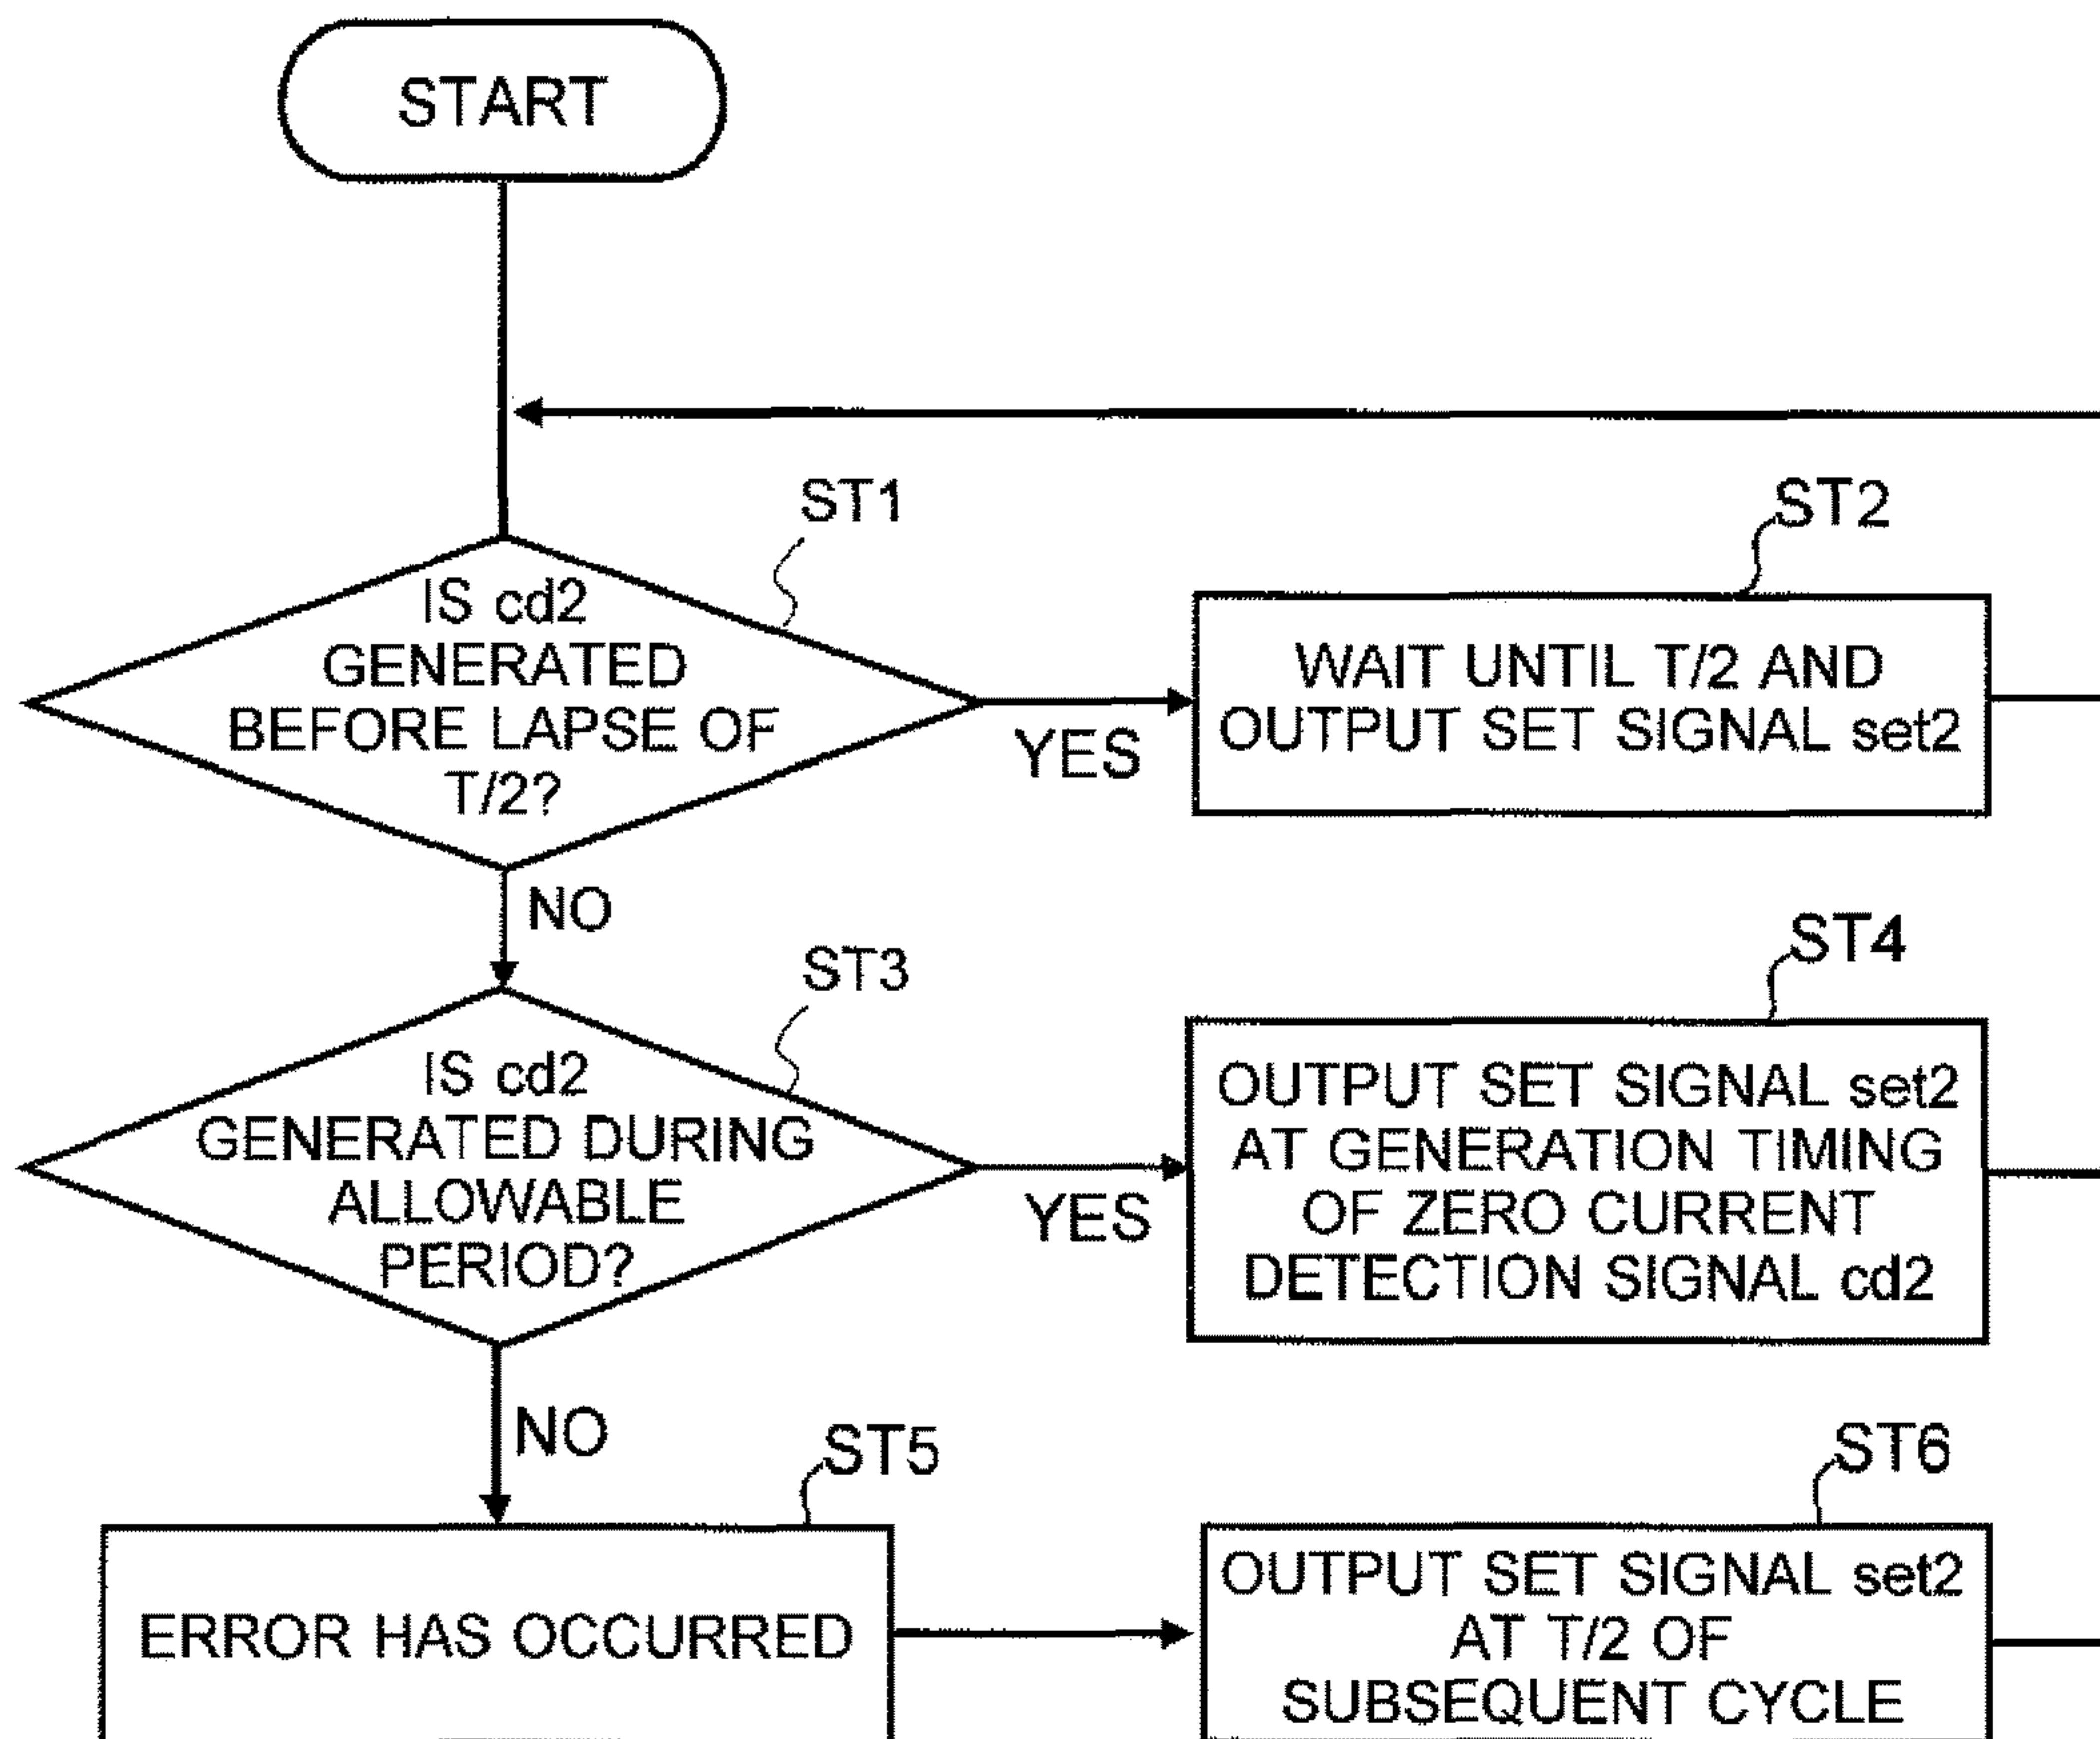 START
ST1
IS cd2
GENERATED
BEFORE LAPSE OF
T/2?
YES
ST2
WAIT UNTIL T/2 AND
OUTPUT SET SIGNAL set2
NO
ST3
IS cd2
GENERATED DURING
ALLOWABLE
PERIOD?
YES
ST4
OUTPUT SET SIGNAL set2
AT GENERATION TIMING
OF ZERO CURRENT
DETECTION SIGNAL cd2
NO
ST5
ERROR HAS OCCURRED
ST6
OUTPUT SET SIGNAL set2
AT T/2 OF
SUBSEQUENT CYCLE